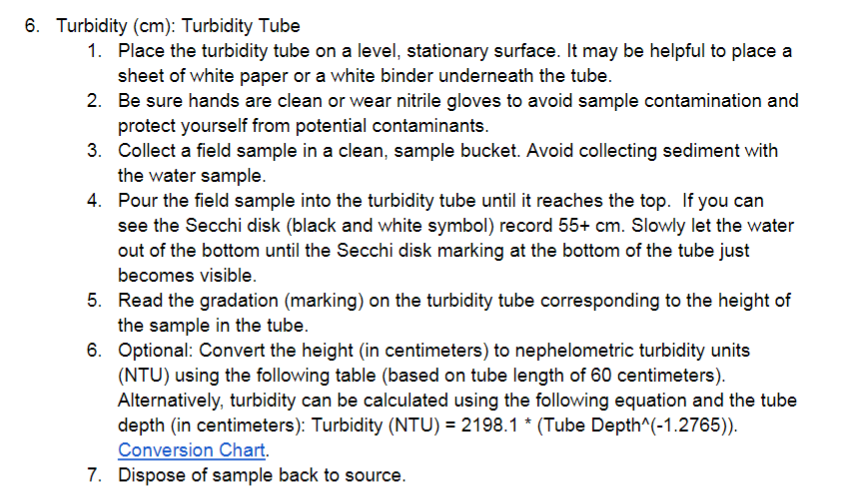 6. Turbidity (cm): Turbidity Tube
1. Place the turbidity tube on a level, stationary surface. It may be helpful to place a
sheet of white paper or a white binder underneath the tube.
2. Be sure hands are clean or wear nitrile gloves to avoid sample contamination and
protect yourself from potential contaminants.
3. Collect a field sample in a clean, sample bucket. Avoid collecting sediment with
the water sample.
4. Pour the field sample into the turbidity tube until it reaches the top.  If you can
see the Secchi disk (black and white symbol) record 55+ cm. Slowly let the water
out of the bottom until the Secchi disk marking at the bottom of the tube just
becomes visible.
5. Read the gradation (marking) on the turbidity tube corresponding to the height of
the sample in the tube.
6. Optional: Convert the height (in centimeters) to nephelometric turbidity units
(NTU) using the following table (based on tube length of 60 centimeters).
Alternatively, turbidity can be calculated using the following equation and the tube
depth (in centimeters): Turbidity (NTU) = 2198.1 * (Tube Depth^(-1.2765)).
Conversion Chart.
7. Dispose of sample back to source.